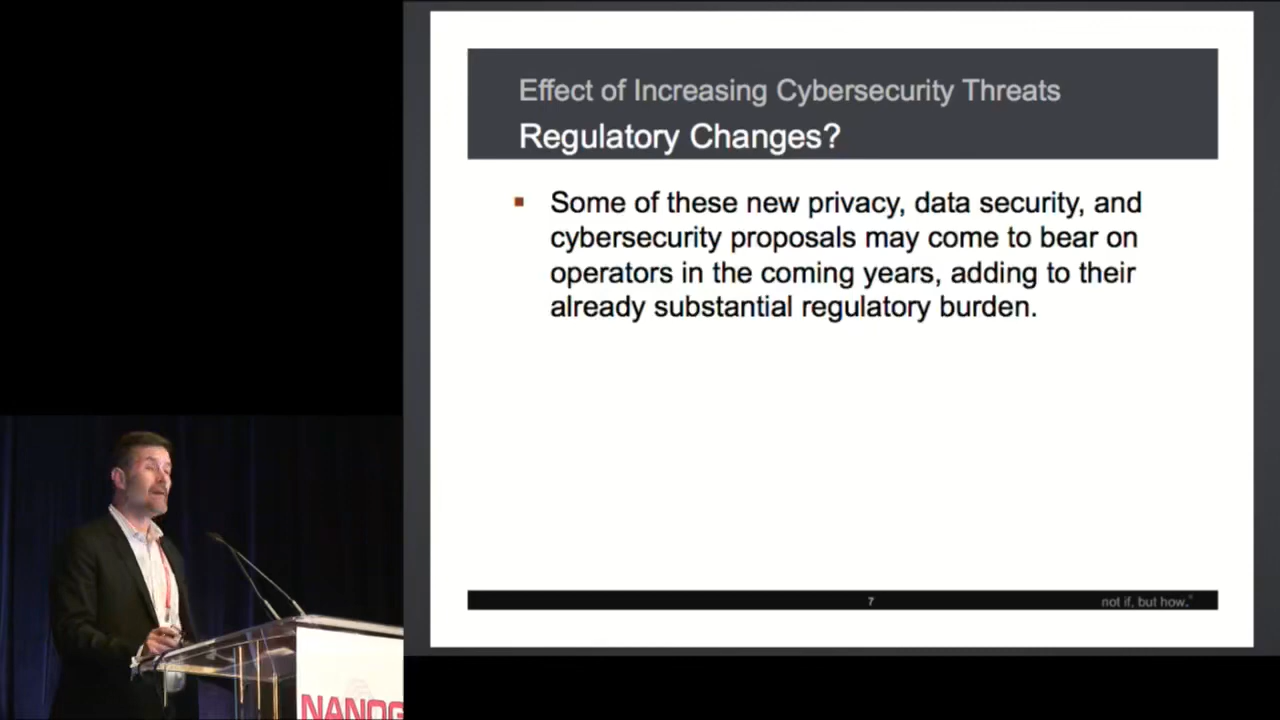 Effect of Increasing Cybersecurity Threats
Regulatory Changes?
▪ Some of these new privacy, data security, and
cybersecurity proposals may come to bear on
operators in the coming years, adding to their
already substantial regulatory burden.
7
not if, but how.
NANOG